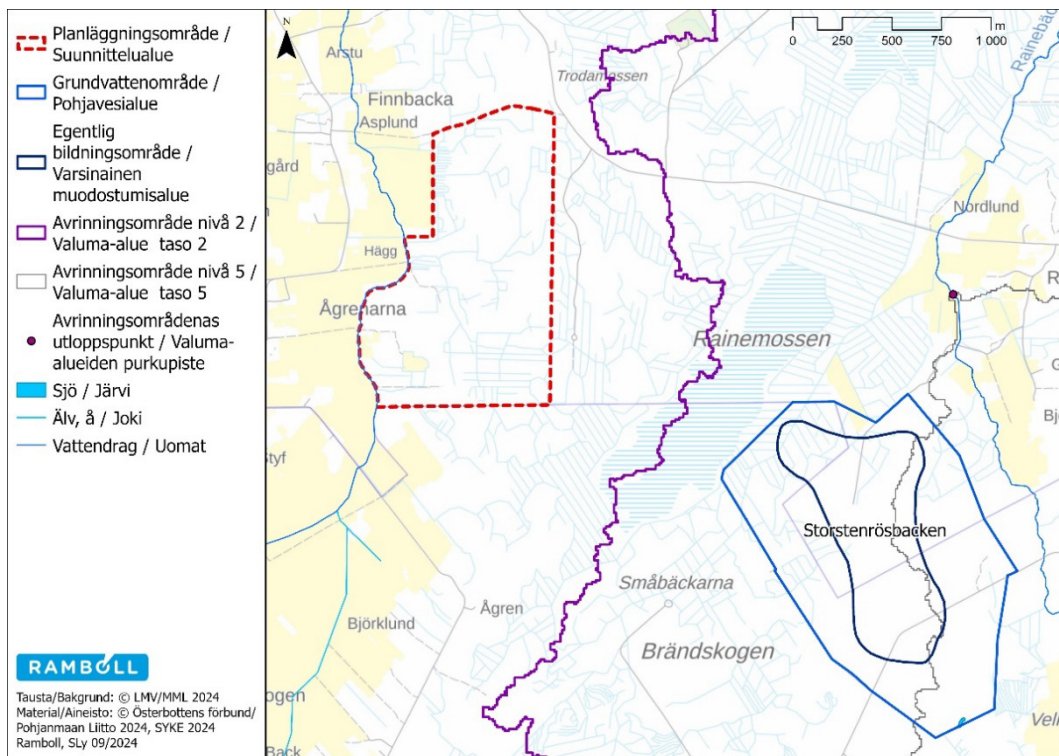 Planläggningsområde /
Suunnittelualue
Grundvattenområde /
Pohjavesialue
Egentlig
bildningsområde /
Varsinainen
muodostumisalue
Avrinningsområde nivå 2 /
Valuma-alue taso 2
Avrinningsområde nivå 5 /
Valuma-alue taso 5
Avrinningsområdenas
utloppspunkt / Valuma-
alueiden purkupiste
Sjö / Järvi
Älv, å / Joki
Vattendrag / Uomat
RAMBOLL
Tausta/Bakgrund: © LMV/MML 2024
Material/Aineisto: © Österbottens förbund/
Pohjanmaan Liitto 2024, SYKE 2024
Ramboll, SLy 09/2024
N
m
0 250 500 750 1 000
Arstu
Trodamossen
Rainebäc
Finnbacka
Asplund
gård
Nordlund
Hägg
R
Ågrenarna
Rainemossen
G
Bj
Styf
Storstenrösbacken
Småbäckarna
Ågren
Björklund
Brändskogen
ogen
Vell
Back